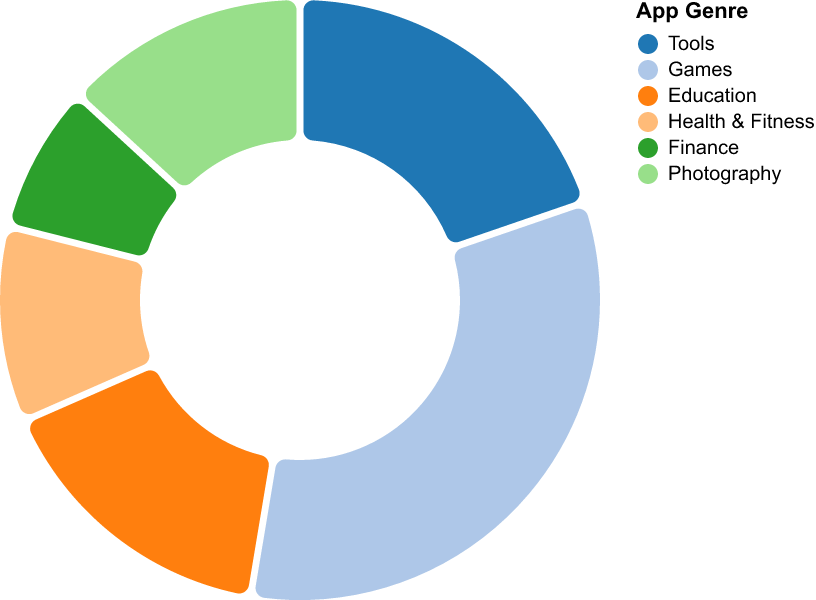 App Genre
Tools
Games
Education
Health & Fitness
Finance
Photography